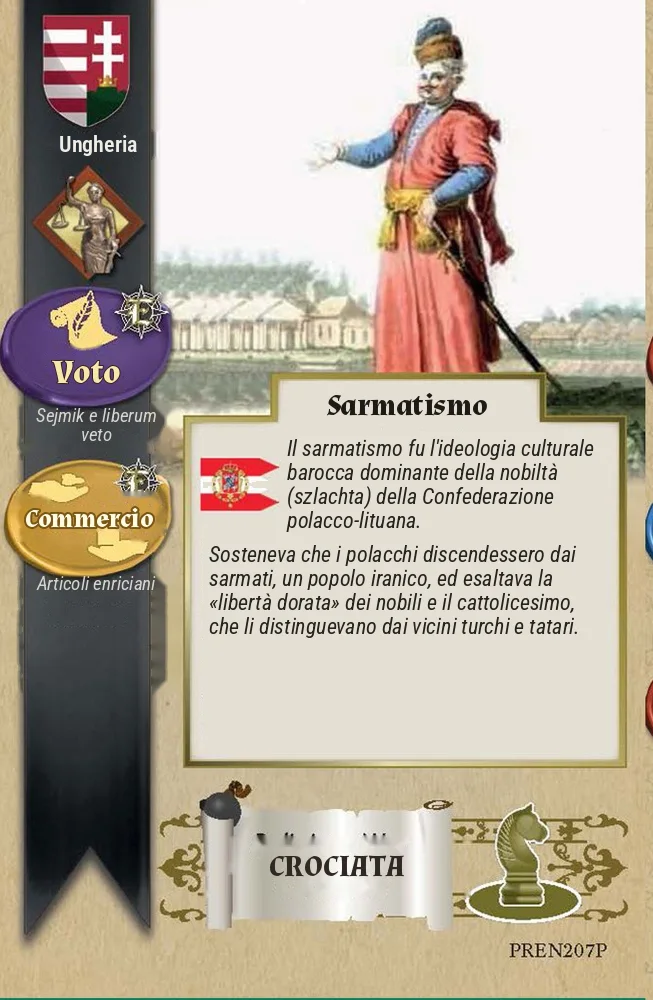 Ungheria
Voto
Sejmik e liberum
veto
Commercio
Articoli enriciani
Sarmatismo
Il sarmatismo fu l'ideologia culturale
barocca dominante della nobiltà
(szlachta) della Confederazione
polacco-lituana.
Sosteneva che i polacchi discendessero dai
sarmati, un popolo iranico, ed esaltava la
«libertà dorata» dei nobili e il cattolicesimo,
che li distinguevano dai vicini turchi e tatari.
CROCIATA
PREN207P